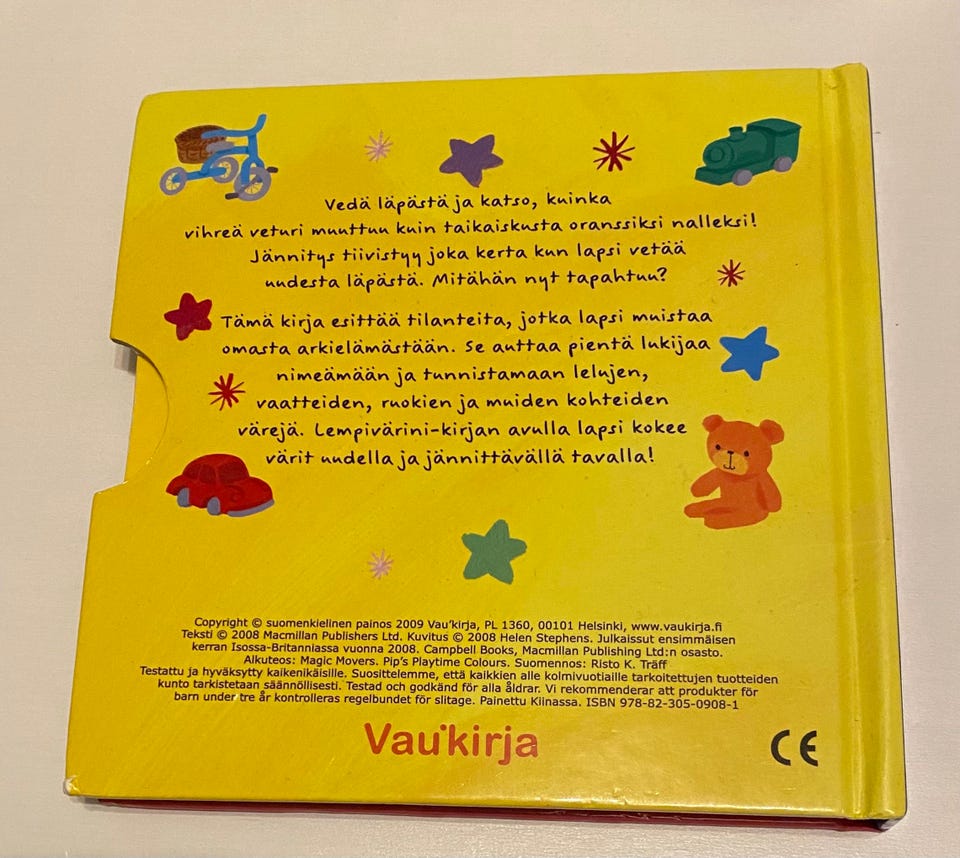 Vedä läpästä ja katso, kuinka
vihreä veturi muuttuu kuin taikaiskusta oranssiksi nalleksi!
Jännitys tiivistyy joka kerta kun lapsi vetää
uudesta läpästä. Mitähän nyt tapahtuu?
Tämä kirja esittää tilanteita, jotka lapsi muistaa
omasta arkielämästään. Se auttaa pientä lukijaa
nimeämään ja tunnistamaan lelujen,
vaatteiden, ruokien ja muiden kohteiden
värejä. Lempivärini-kirjan avulla lapsi kokee
värit uudella ja jännittävällä tavalla!
Copyright © suomenkielinen painos 2009 Vau'kirja, PL 1360, 00101 Helsinki, www.vaukirja.fi
Teksti © 2008 Macmillan Publishers Ltd. Kuvitus © 2008 Helen Stephens. Julkaissut ensimmäisen
kerran Isossa-Britanniassa vuonna 2008. Campbell Books, Macmillan Publishing Ltd:n osasto.
Alkuteos: Magic Movers. Pip's Playtime Colours. Suomennos: Risto K. Träff
Testattu ja hyväksytty kaikenikäisille. Suosittelemme, että kaikkien alle kolmivuotiaille tarkoitettujen tuotteiden
kunto tarkistetaan säännöllisesti. Testad och godkänd för alla åldrar. Vi rekommenderar att produkter för
barn under tre år kontrolleras regelbundet för slitage. Painettu Kiinassa. ISBN 978-82-305-0908-1
Vau'kirja
CE